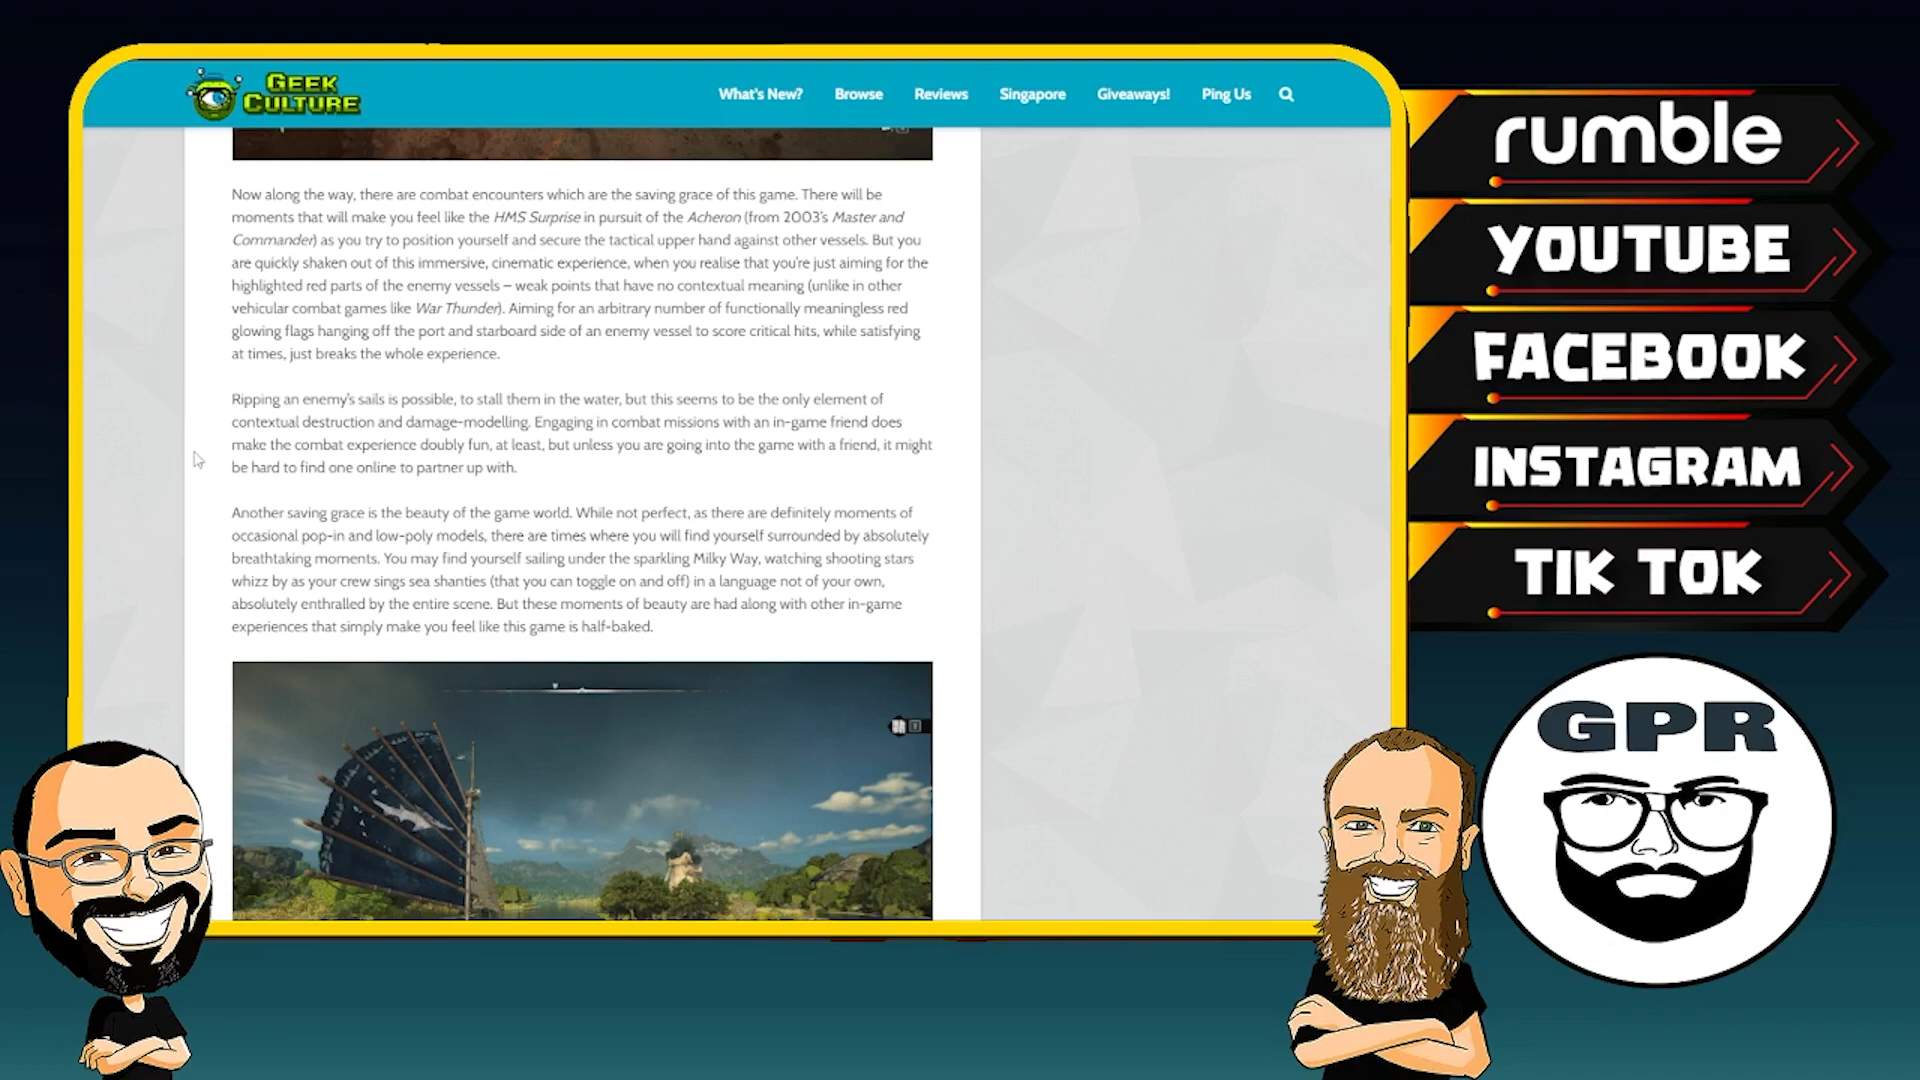 GEEK
CULTURE
What's New?
Browse
Reviews
Singapore
Giveaways!
Ping Us
Now along the way, there are combat encounters which are the saving grace of this game. There will be
moments that will make you feel like the HMS Surprise in pursuit of the Acheron (from 2003's Master and
Commander) as you try to position yourself and secure the tactical upper hand against other vessels. But you
are quickly shaken out of this immersive, cinematic experience, when you realise that you're just aiming for the
highlighted red parts of the enemy vessels – weak points that have no contextual meaning (unlike in other
vehicular combat games like War Thunder). Aiming for an arbitrary number of functionally meaningless red
glowing flags hanging off the port and starboard side of an enemy vessel to score critical hits, while satisfying
at times, just breaks the whole experience.
Ripping an enemy's sails is possible, to stall them in the water, but this seems to be the only element of
contextual destruction and damage-modelling. Engaging in combat missions with an in-game friend does
make the combat experience doubly fun, at least, but unless you are going into the game with a friend, it might
be hard to find one online to partner up with.
Another saving grace is the beauty of the game world. While not perfect, as there are definitely moments of
occasional pop-in and low-poly models, there are times where you will find yourself surrounded by absolutely
breathtaking moments. You may find yourself sailing under the sparkling Milky Way, watching shooting stars
whizz by as your crew sings sea shanties (that you can toggle on and off) in a language not of your own,
absolutely enthralled by the entire scene. But these moments of beauty are had along with other in-game
experiences that simply make you feel like this game is half-baked.
rumble
YOUTUBE
FACEBOOK
INSTAGRAM
TIK TOK
GPR